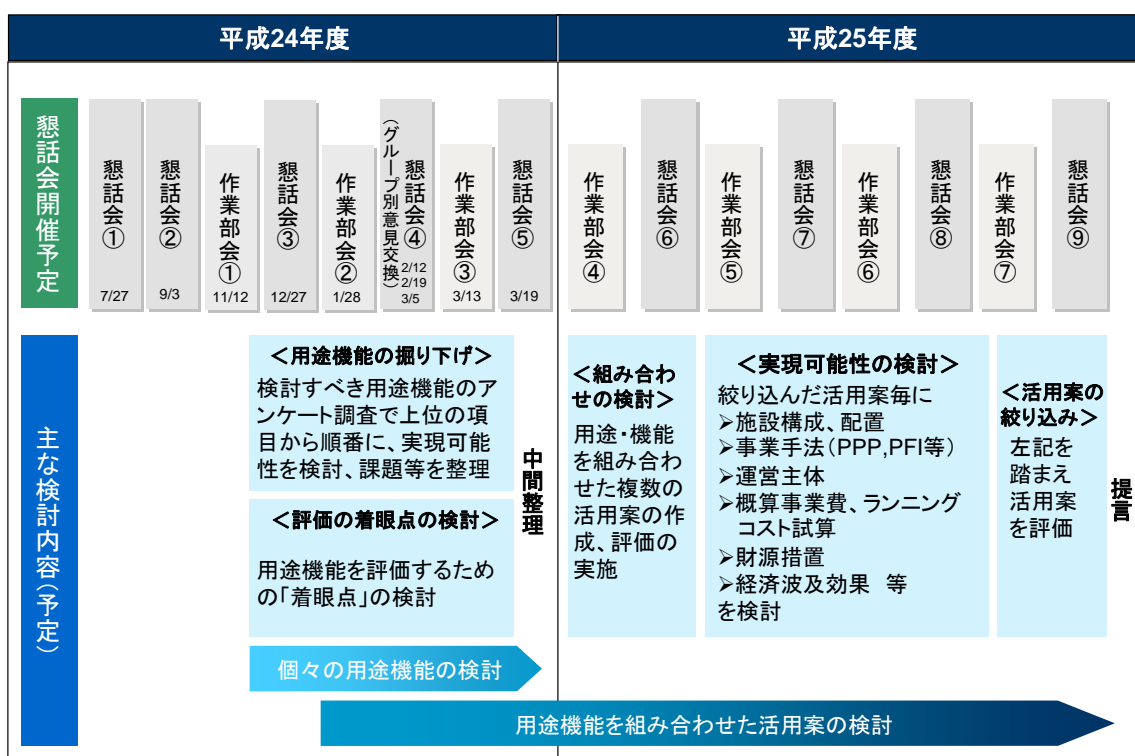 平成24年度
平成25年度
懇話会開催予定
懇話会①
7/27
懇話会②
9/3
作業部会①
11/12
懇話会③
12/27
作業部会②
1/28
懇話会④
（グループ別意見交換）
2/12
2/19
3/5
作業部会③
3/13
懇話会⑤
3/19
作業部会④
懇話会⑥
作業部会⑤
懇話会⑦
作業部会⑥
懇話会⑧
作業部会⑦
懇話会⑨
主な検討内容（予定）
＜用途機能の掘り下げ＞
検討すべき用途機能のア
ンケート調査で上位の項
目から順番に、実現可能
性を検討、課題等を整理
＜評価の着眼点の検討＞
用途機能を評価するため
の「着眼点」の検討
中間整理
＜組み合わ
せの検討＞
用途・機能
を組み合わ
せた複数の
活用案の作
成、評価の
実施
＜実現可能性の検討＞
絞り込んだ活用案毎に
➢施設構成、配置
➢事業手法（PPP,PFI等）
➢運営主体
➢概算事業費、ランニング
コスト試算
➢財源措置
➢経済波及効果　等
を検討
＜活用案の
絞り込み＞
左記を
踏まえ
活用案
を評価
提言
個々の用途機能の検討
用途機能を組み合わせた活用案の検討